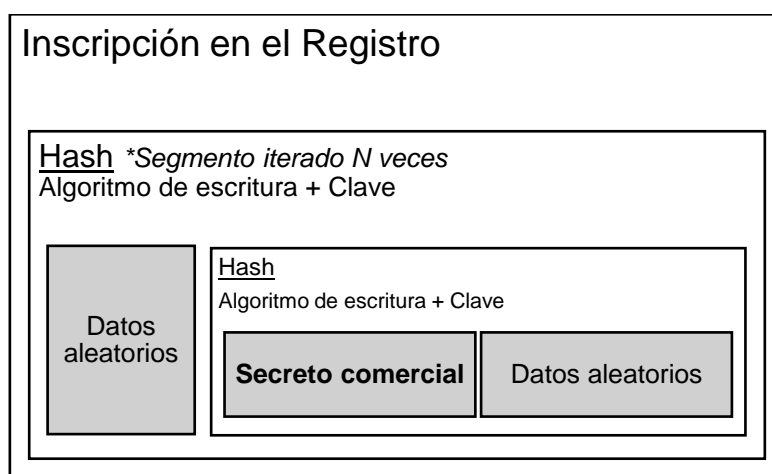 Inscripción en el Registro
Hash *Segmento iterado N veces
Algoritmo de escritura + Clave
Datos
aleatorios
Hash
Algoritmo de escritura + Clave
Secreto comercial
Datos aleatorios